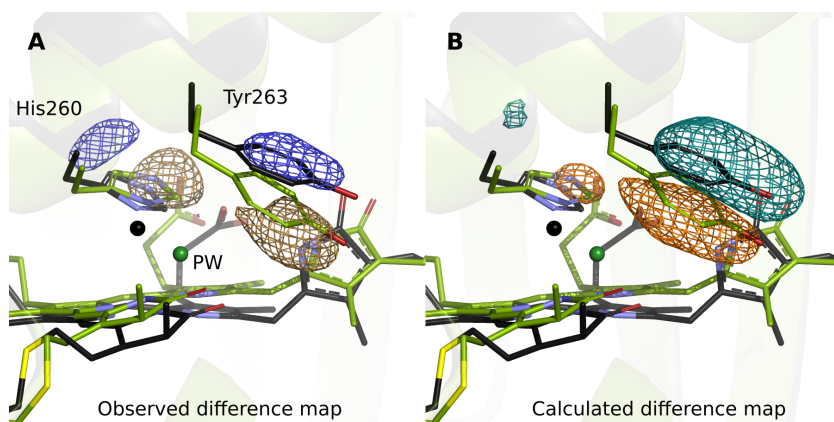 A
His260
Tyr263
PW
Observed difference map
B
Calculated difference map